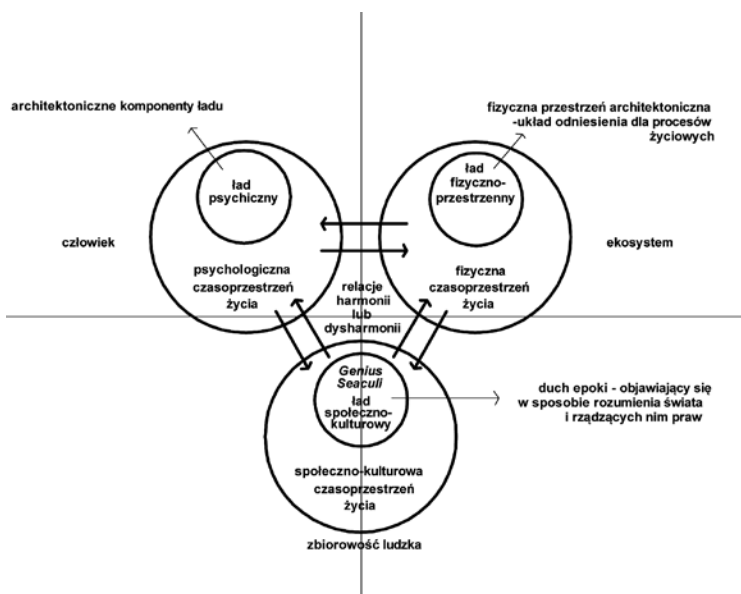 architektoniczne komponenty ładu
fizyczna przestrzeń architektoniczna
-układ odniesienia dla procesów
życiowych
ład
psychiczny
ład
fizyczno-
przestrzenny
człowiek
ekosystem
psychologiczna
czasoprzestrzeń
życia
fizyczna
czasoprzestrzeń
życia
relacje
harmonii
lub
dysharmonii
Genius
Seaculi
ład
społeczno-
kulturowy
duch epoki - objawiający się
w sposobie rozumienia świata
i rządzących nim praw
społeczno-kulturowa
czasoprzestrzeń
życia
zbiorowość ludzka